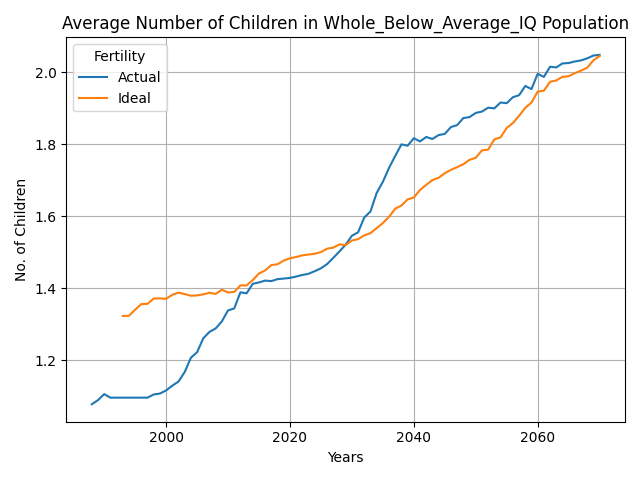 Average Number of Children in Whole_Below_Average_IQ Population
Fertility
Actual
Ideal
No. of Children
2.0
1.8
1.6
1.4
1.2
2000 2020 2040 2060
Years